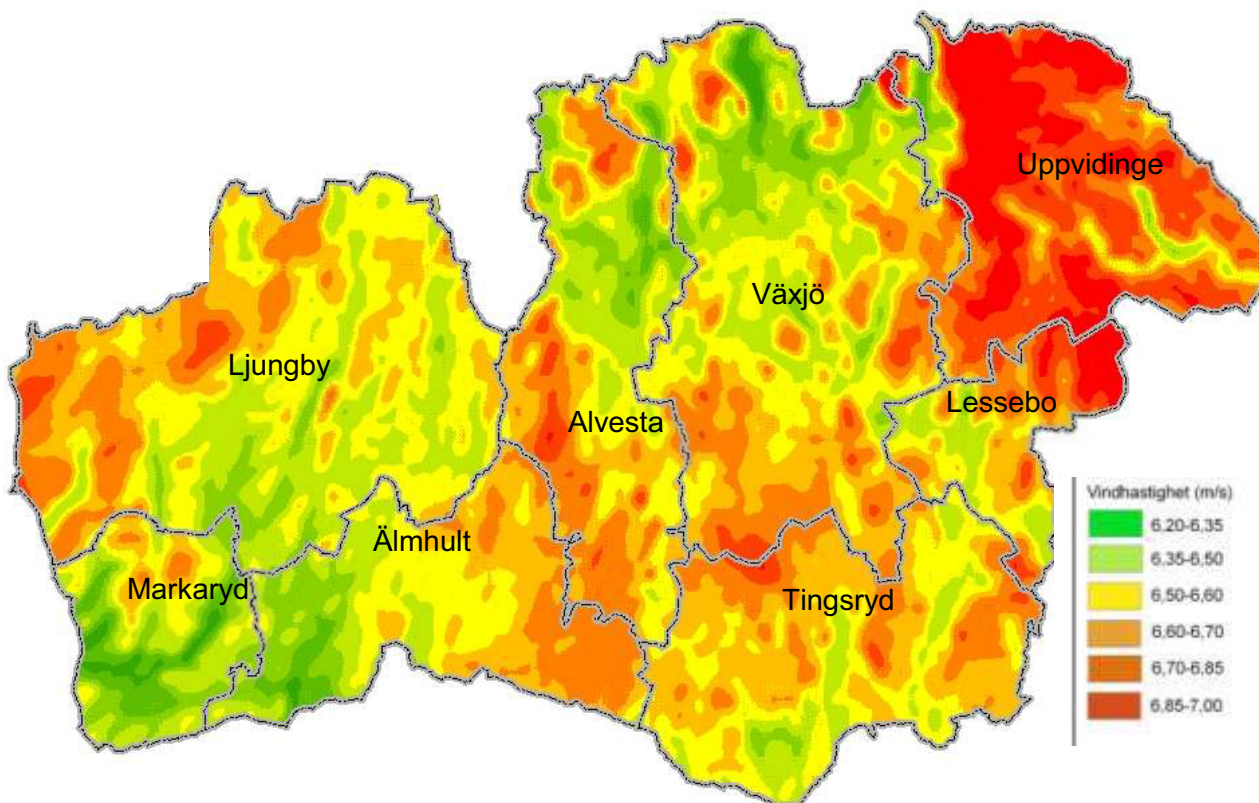 Uppvidinge
Växjö
Ljungby
Lessebo
Alvesta
Älmhult
Markaryd
Tingsryd
Vindhastighet (m/s)
6,20-6,35
6,35-6,50
6,50-6,60
6,60-6,70
6,70-6,85
6,85-7,00